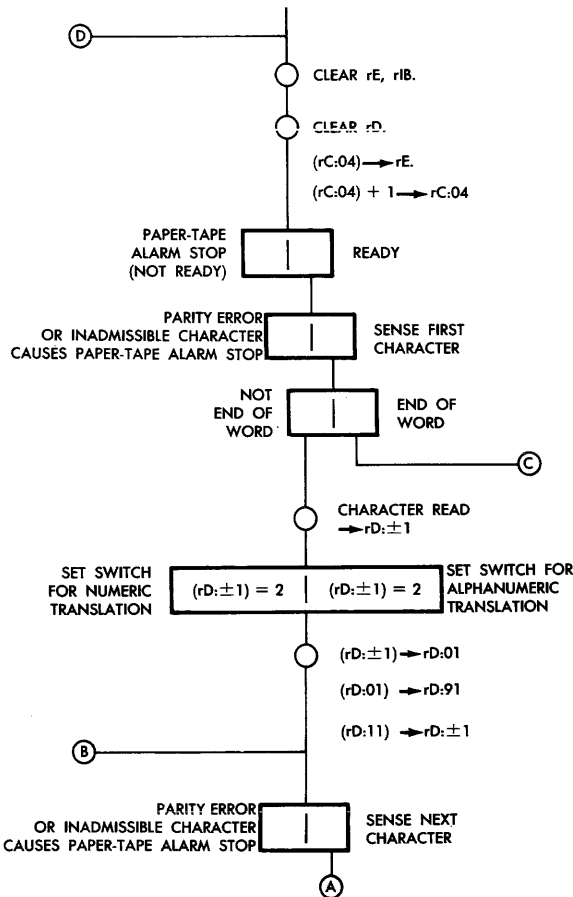 D
CLEAR rE, rIB.
CLEAR rD.
(rC:04)→rE.
(rC:04) + 1→rC:04
PAPER-TAPE
ALARM STOP
(NOT READY)
READY
PARITY ERROR
OR INADMISSIBLE CHARACTER
CAUSES PAPER-TAPE ALARM STOP
SENSE FIRST
CHARACTER
NOT
END OF
WORD
END OF
WORD
C
CHARACTER READ
→rD:±1
SET SWITCH
FOR NUMERIC
TRANSLATION
(rD:±1) = 2
(rD:±1) = 2
SET SWITCH FOR
ALPHANUMERIC
TRANSLATION
(rD:±1)→rD:01
(rD:01) →rD:91
(rD:11) →rD:±1
B
PARITY ERROR
OR INADMISSIBLE CHARACTER
CAUSES PAPER-TAPE ALARM STOP
SENSE NEXT
CHARACTER
A